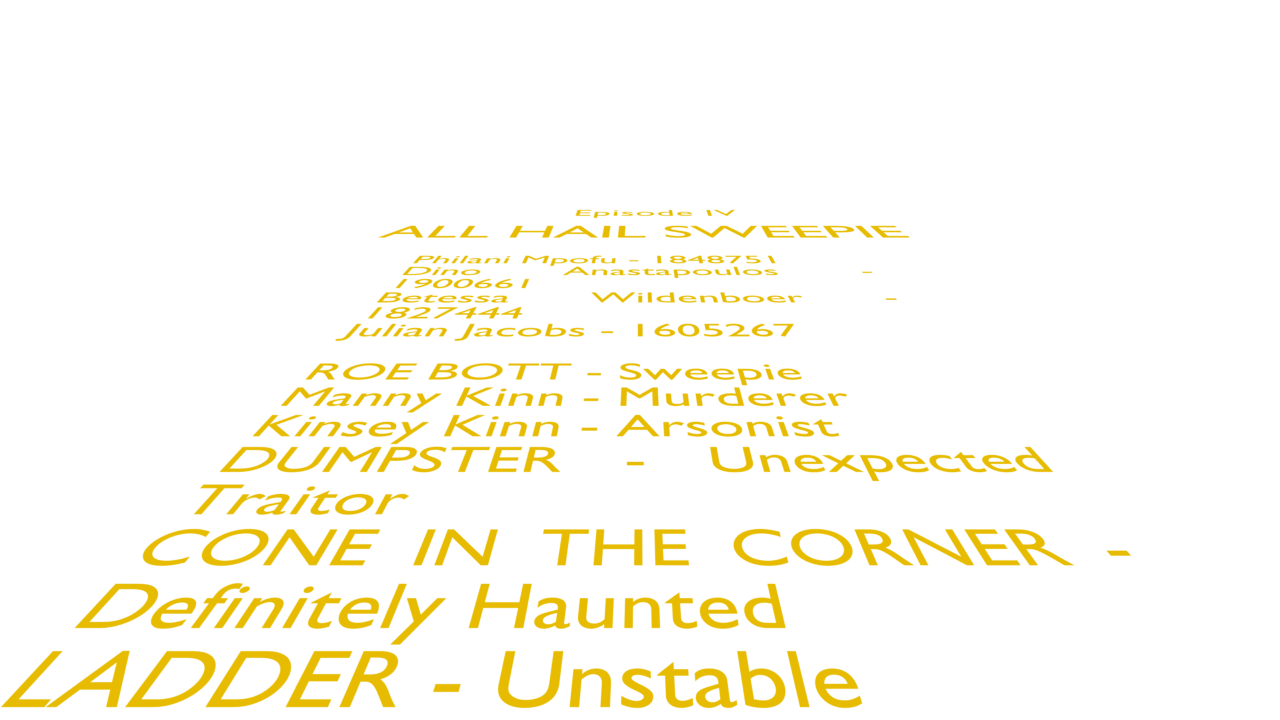 Episode IV
ALL HAIL SWEEPIE
Philani Mpofu - 1848751
Dino Anastapoulos -
1900661
Betessa Wildenboer -
1827444
Julian Jacobs - 1605267
ROE BOTT - Sweepie
Manny Kinn - Murderer
Kinsey Kinn - Arsonist
DUMPSTER - Unexpected
Traitor
CONE IN THE CORNER -
Definitely Haunted
LADDER - Unstable